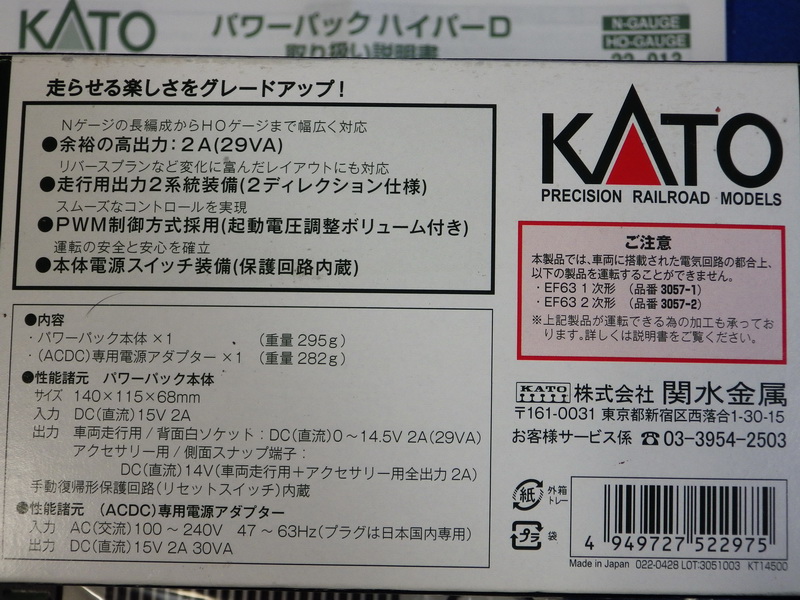 KATO
パワーパック ハイパーD
取り扱い説明書
N-GAUGE
HO-GAUGE
22-012
走らせる楽しさをグレードアップ!
Nゲージの長編成からHOゲージまで幅広く対応
●余裕の高出力:2A(29VA)
リバースプランなど変化に富んだレイアウトにも対応
●走行用出力2系統装備(2ディレクション仕様)
スムーズなコントロールを実現
●PWM制御方式採用(起動電圧調整ボリューム付き)
運転の安全と安心を確立
●本体電源スイッチ装備(保護回路内蔵)
KATO
PRECISION RAILROAD MODELS
ご注意
本製品では、車両に搭載された電気回路の都合上、
以下の製品を運転することができません。
・EF63 1次形 (品番 3057-1)
・EF63 2次形 (品番 3057-2)
※上記製品が運転できる為の加工も承ってお
ります。詳しくは説明書をご覧ください。
●内容
・パワーパック本体 ×1 (重量 295g)
・(ACDC)専用電源アダプター ×1 (重量 282g)
●性能諸元 パワーパック本体
サイズ 140×115×68mm
入力 DC(直流)15V 2A
出力 車両走行用/背面白ソケット:DC(直流)0〜14.5V 2A(29VA)
アクセサリー用/側面スナップ端子:
DC(直流)14V(車両走行用+アクセサリー用全出力 2A)
手動復帰形保護回路(リセットスイッチ)内蔵
●性能諸元 (ACDC)専用電源アダプター
入力 AC(交流)100〜240V 47〜63Hz(プラグは日本国内専用)
出力 DC(直流)15V 2A 30VA
KATO 株式会社 関水金属
〒161-0031 東京都新宿区西落合1-30-15
お客様サービス係 ☎03-3954-2503
紙 外箱
トレー
プラ 袋
4 949727 522975
Made in Japan 022-0428 LOT:3051003 KT14500